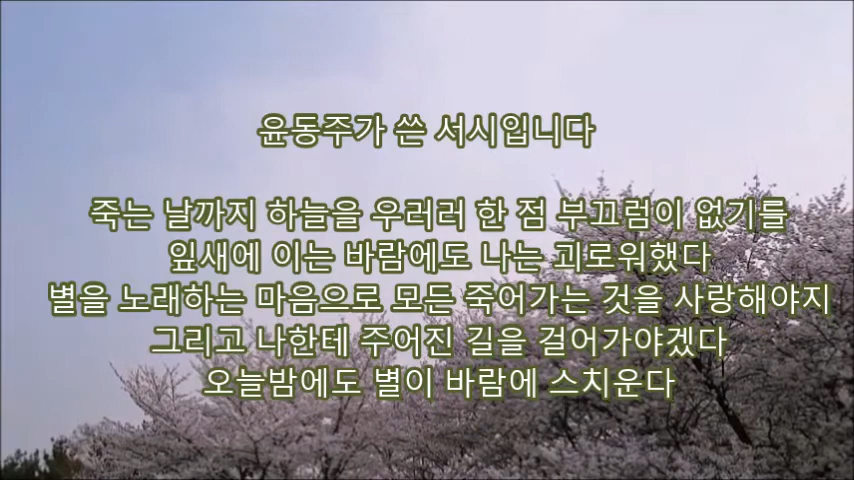 윤동주가 쓴 서시입니다
죽는 날까지 하늘을 우러러 한 점 부끄럼이 없기를
잎새에 이는 바람에도 나는 괴로워했다
별을 노래하는 마음으로 모든 죽어가는 것을 사랑해야지
그리고 나한테 주어진 길을 걸어가야겠다
오늘밤에도 별이 바람에 스치운다